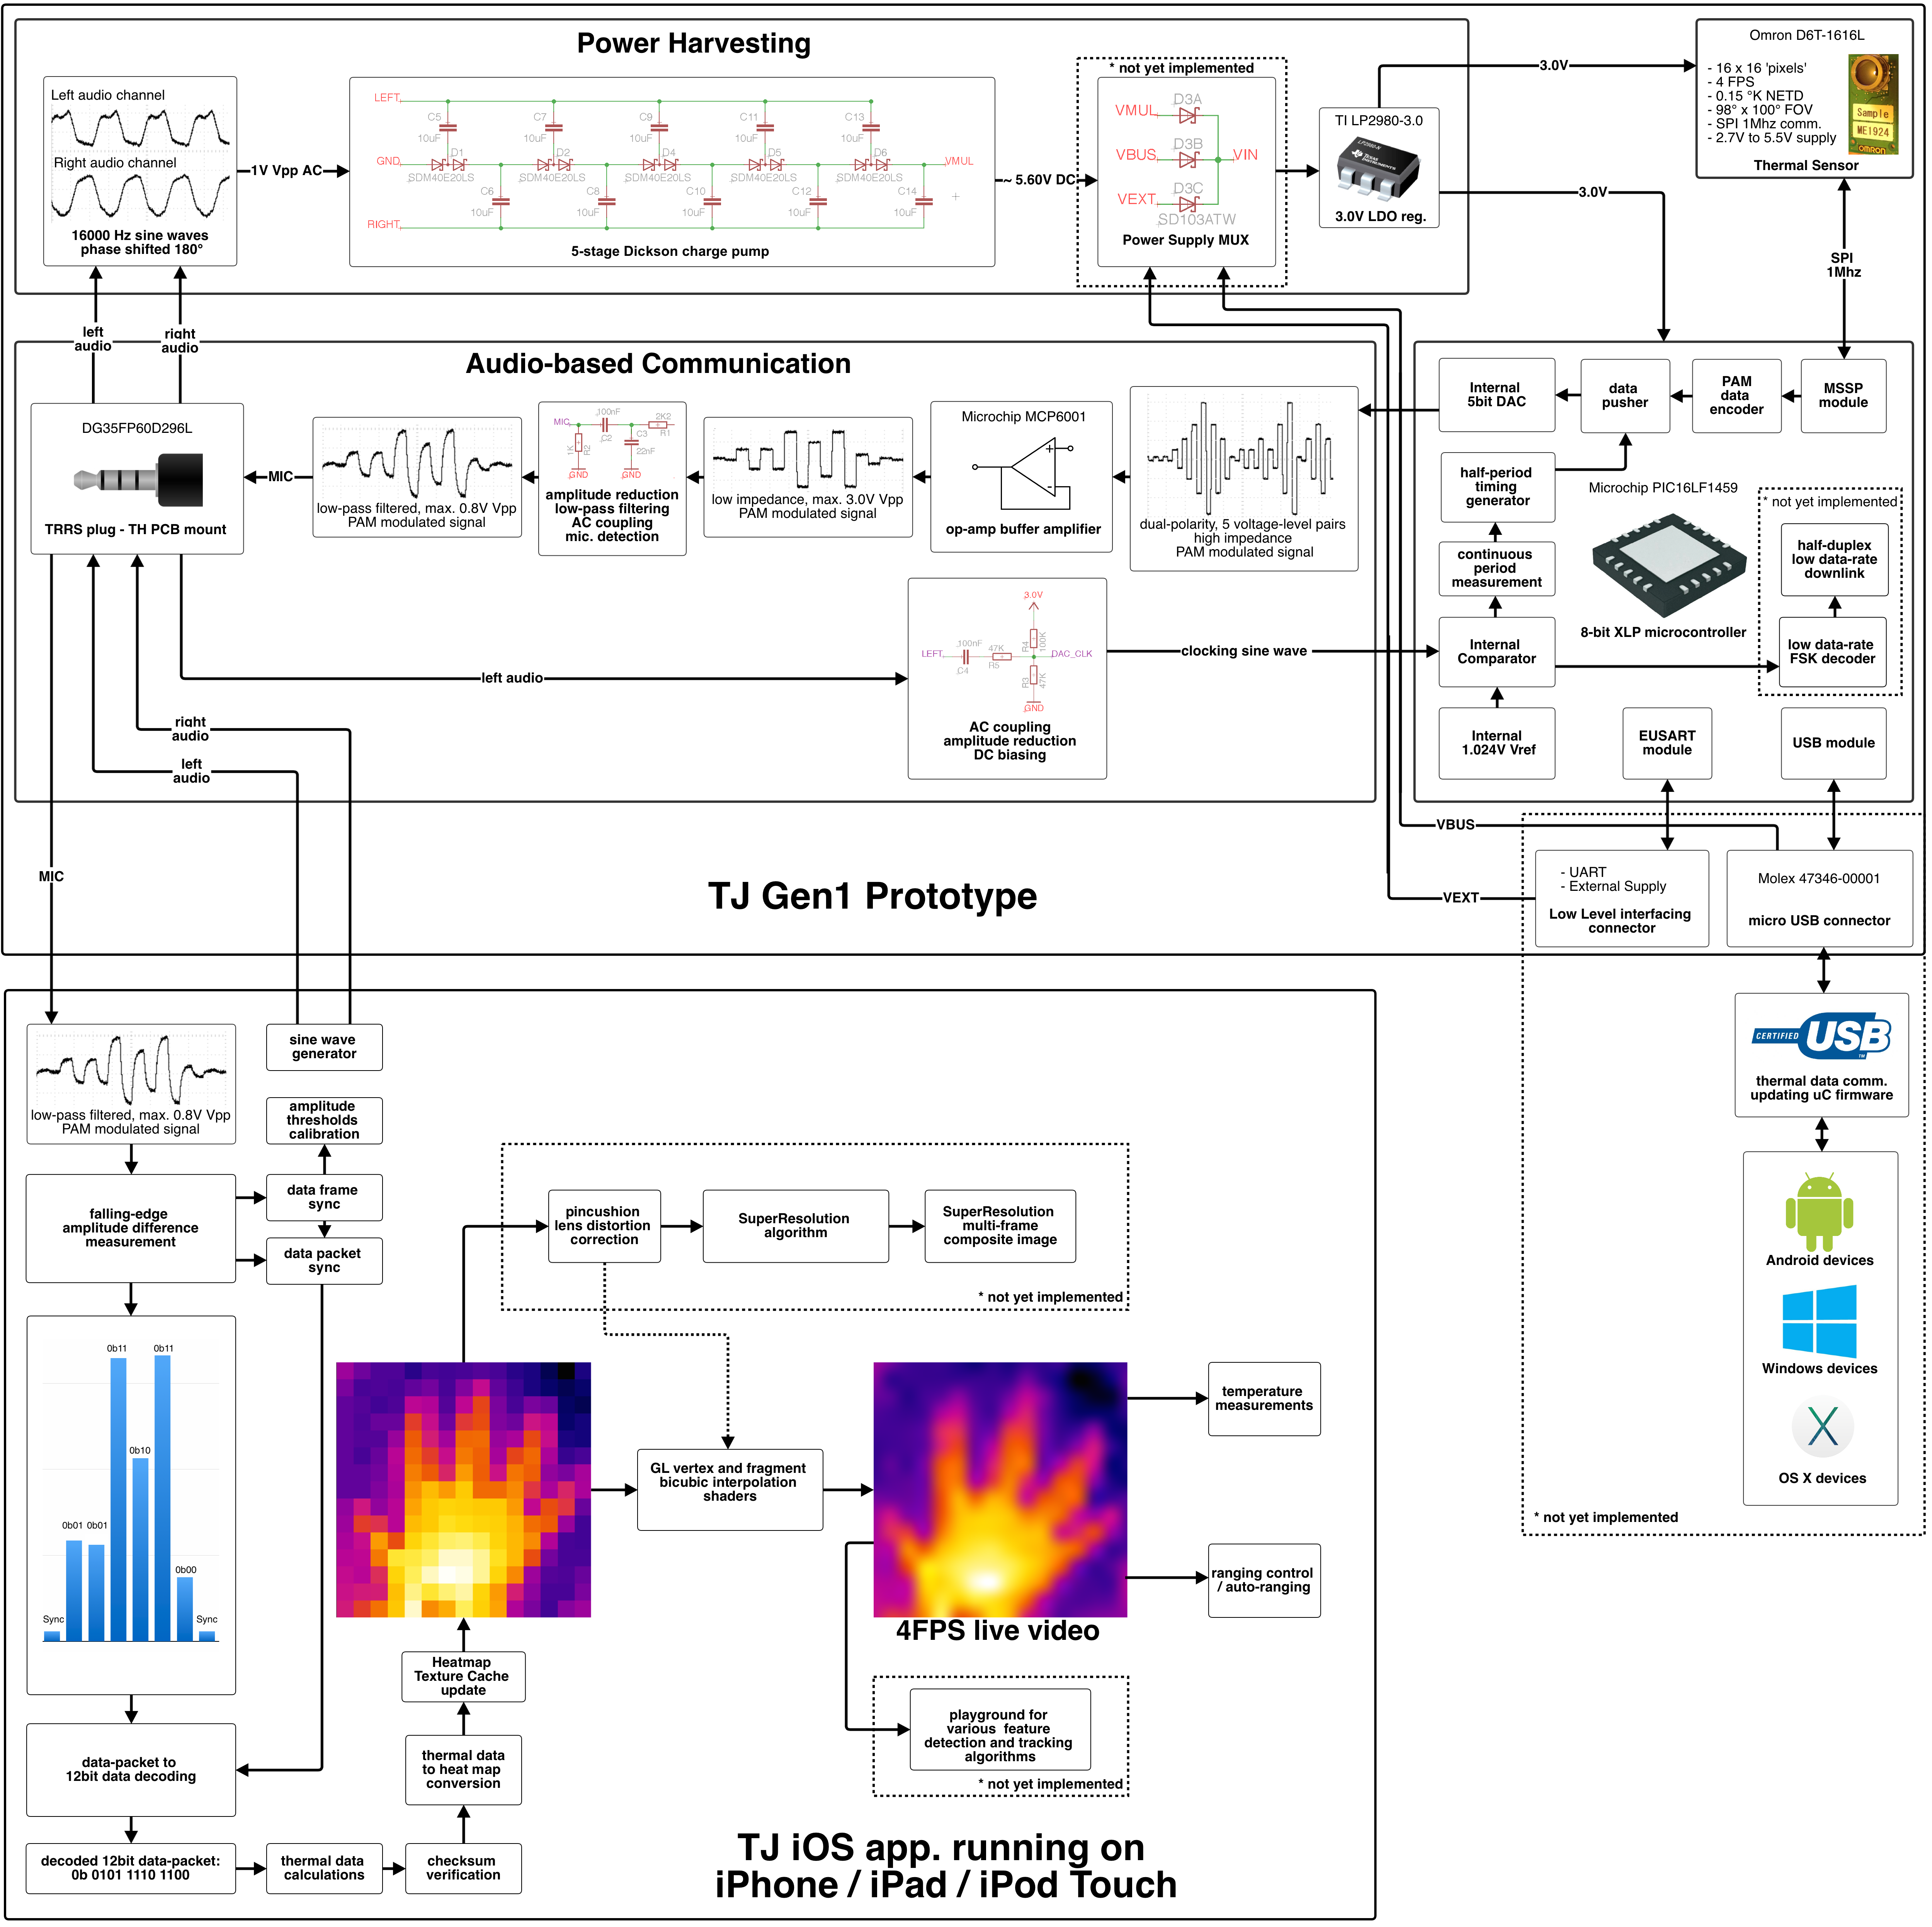 Power Harvesting
Left audio channel
Right audio channel
16000 Hz sine waves
phase shifted 180°
1V Vpp AC
LEFT
C5
10uF
C7
10uF
C9
10uF
C11
10uF
C13
10uF
GND
D1
SDM40E20LS
D2
SDM40E20LS
D4
SDM40E20LS
D5
SDM40E20LS
D6
SDM40E20LS
VMUL
C6
10uF
C8
10uF
C10
10uF
C12
10uF
C14
10uF
+
RIGHT
5-stage Dickson charge pump
~ 5.60V DC
* not yet implemented
VMUL
D3A
VBUS
D3B
VIN
VEXT
D3C
SD103ATW
Power Supply MUX
TI LP2980-3.0
3.0V LDO reg.
3.0V
3.0V
Omron D6T-1616L
- 16 x 16 'pixels'
- 4 FPS
- 0.15 °K NETD
- 98° x 100° FOV
- SPI 1Mhz comm.
- 2.7V to 5.5V supply
Sample
ME1924
OMRON
Thermal Sensor
SPI
1Mhz
left
audio
right
audio
Audio-based Communication
DG35FP60D296L
TRRS plug - TH PCB mount
MIC
low-pass filtered, max. 0.8V Vpp
PAM modulated signal
MIC
100nF
C2
2K2
R1
1K
R2
C3
22nF
GND
GND
amplitude reduction
low-pass filtering
AC coupling
mic. detection
low impedance, max. 3.0V Vpp
PAM modulated signal
Microchip MCP6001
+
-
op-amp buffer amplifier
dual-polarity, 5 voltage-level pairs
high impedance
PAM modulated signal
left audio
3.0V
LEFT
100nF
C4
47K
R5
R4
100K
DAC_CLK
R3
47K
GND
AC coupling
amplitude reduction
DC biasing
clocking sine wave
right
audio
left
audio
Internal
5bit DAC
data
pusher
PAM
data
encoder
MSSP
module
half-period
timing
generator
Microchip PIC16LF1459
8-bit XLP microcontroller
continuous
period
measurement
* not yet implemented
half-duplex
low data-rate
downlink
Internal
Comparator
low data-rate
FSK decoder
Internal
1.024V Vref
EUSART
module
USB module
VBUS
VEXT
- UART
- External Supply
Low Level interfacing
connector
Molex 47346-00001
micro USB connector
MIC
TJ Gen1 Prototype
CERTIFIED
USB
TM
thermal data comm.
updating uC firmware
Android devices
Windows devices
X
OS X devices
* not yet implemented
low-pass filtered, max. 0.8V Vpp
PAM modulated signal
sine wave
generator
amplitude
thresholds
calibration
falling-edge
amplitude difference
measurement
data frame
sync
data packet
sync
Sync
0b01
0b01
0b11
0b10
0b11
0b00
Sync
data-packet to
12bit data decoding
decoded 12bit data-packet:
0b 0101 1110 1100
thermal data
calculations
checksum
verification
thermal data
to heat map
conversion
Heatmap
Texture Cache
update
pincushion
lens distortion
correction
SuperResolution
algorithm
SuperResolution
multi-frame
composite image
* not yet implemented
GL vertex and fragment
bicubic interpolation
shaders
4FPS live video
temperature
measurements
ranging control
/ auto-ranging
playground for
various feature
detection and tracking
algorithms
* not yet implemented
TJ iOS app. running on
iPhone / iPad / iPod Touch